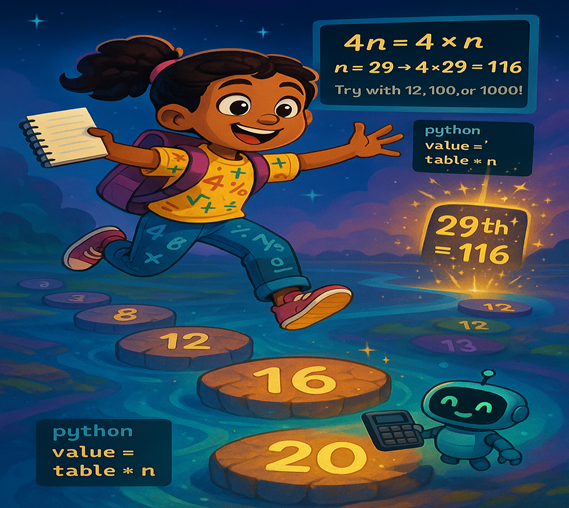 4n = 4 × n
n = 29 → 4×29 = 116
Try with 12, 100, or 1000!
python
value ='
table * n
29th
= 116
8
12
12
12
13
16
20
python
value =
table * n